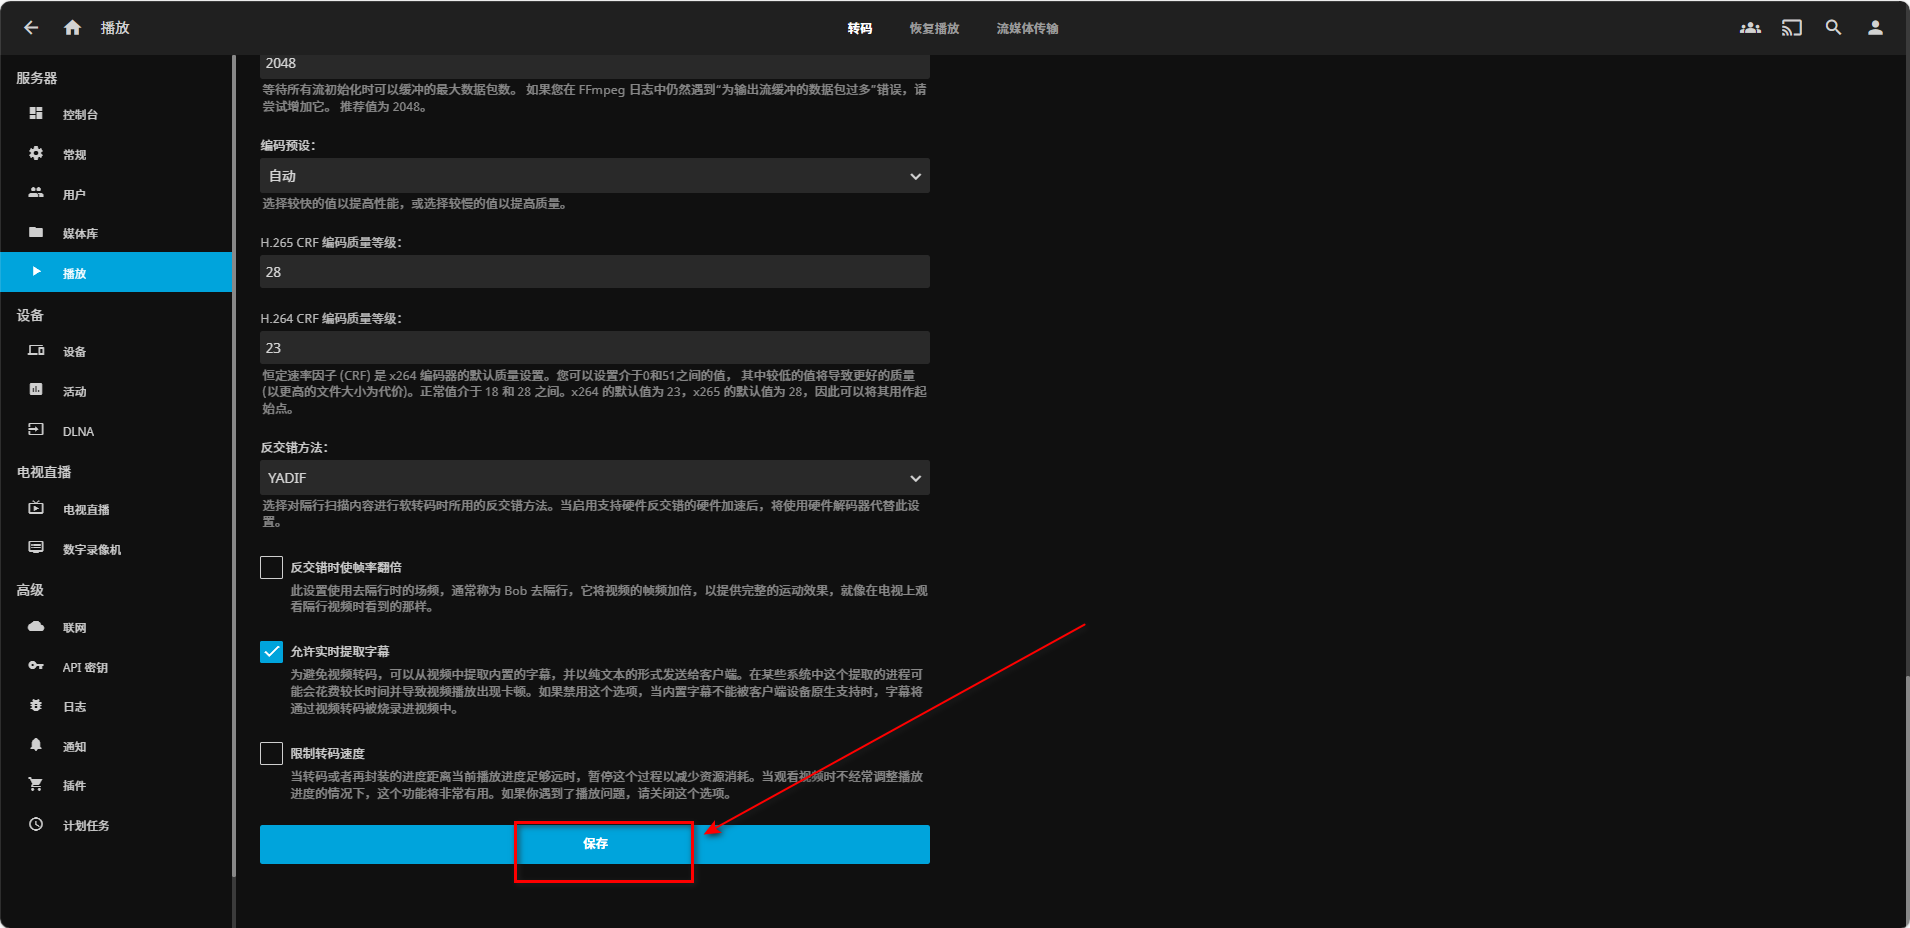 播放
转码
恢复播放
流媒体传输
服务器
控制台
常规
用户
媒体库
播放
设备
设备
活动
DLNA
电视直播
电视直播
数字录像机
高级
联网
API 密钥
日志
通知
插件
计划任务
2048
等待所有流初始化时可以缓冲的最大数据包数。 如果您在 FFmpeg 日志中仍然遇到“为输出流缓冲的数据包过多”错误，请
尝试增加它。 推荐值为 2048。
编码预设：
自动
选择较快的值以提高性能，或选择较慢的值以提高质量。
H.265 CRF 编码质量等级：
28
H.264 CRF 编码质量等级：
23
恒定速率因子 (CRF) 是 x264 编码器的默认质量设置。您可以设置介于0和51之间的值， 其中较低的值将导致更好的质量
(以更高的文件大小为代价)。正常值介于 18 和 28 之间。x264 的默认值为 23，x265 的默认值为 28，因此可以将其用作起
始点。
反交错方法：
YADIF
选择对隔行扫描内容进行软转码时所用的反交错方法。当启用支持硬件反交错的硬件加速后，将使用硬件解码器代替此设
置。
反交错时使帧率翻倍
此设置使用去隔行时的场频，通常称为 Bob 去隔行，它将视频的帧频加倍，以提供完整的运动效果，就像在电视上观
看隔行视频时看到的那样。
允许实时提取字幕
为避免视频转码，可以从视频中提取内置的字幕，并以纯文本的形式发送给客户端。在某些系统中这个提取的进程可
能会花费较长时间并导致视频播放出现卡顿。如果禁用这个选项，当内置字幕不能被客户端设备原生支持时，字幕将
通过视频转码被烧录进视频中。
限制转码速度
当转码或者再封装的进度距离当前播放进度足够远时，暂停这个过程以减少资源消耗。当观看视频时不经常调整播放
进度的情况下，这个功能将非常有用。如果你遇到了播放问题，请关闭这个选项。
保存